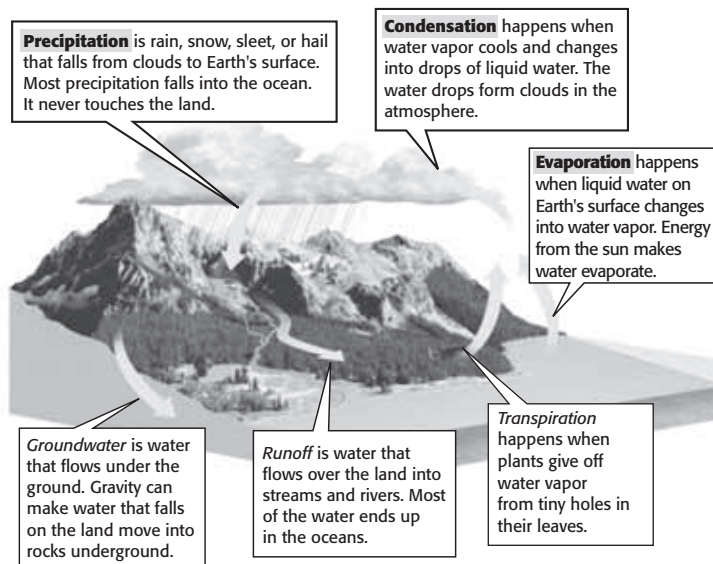 Precipitation is rain, snow, sleet, or hail
that falls from clouds to Earth's surface.
Most precipitation falls into the ocean.
It never touches the land.
Condensation happens when
water vapor cools and changes
into drops of liquid water. The
water drops form clouds in the
atmosphere.
Evaporation happens
when liquid water on
Earth's surface changes
into water vapor. Energy
from the sun makes
water evaporate.
Groundwater is water
that flows under the
ground. Gravity can
make water that falls
on the land move into
rocks underground.
Runoff is water that
flows over the land into
streams and rivers. Most
of the water ends up
in the oceans.
Transpiration
happens when
plants give off
water vapor
from tiny holes in
their leaves.